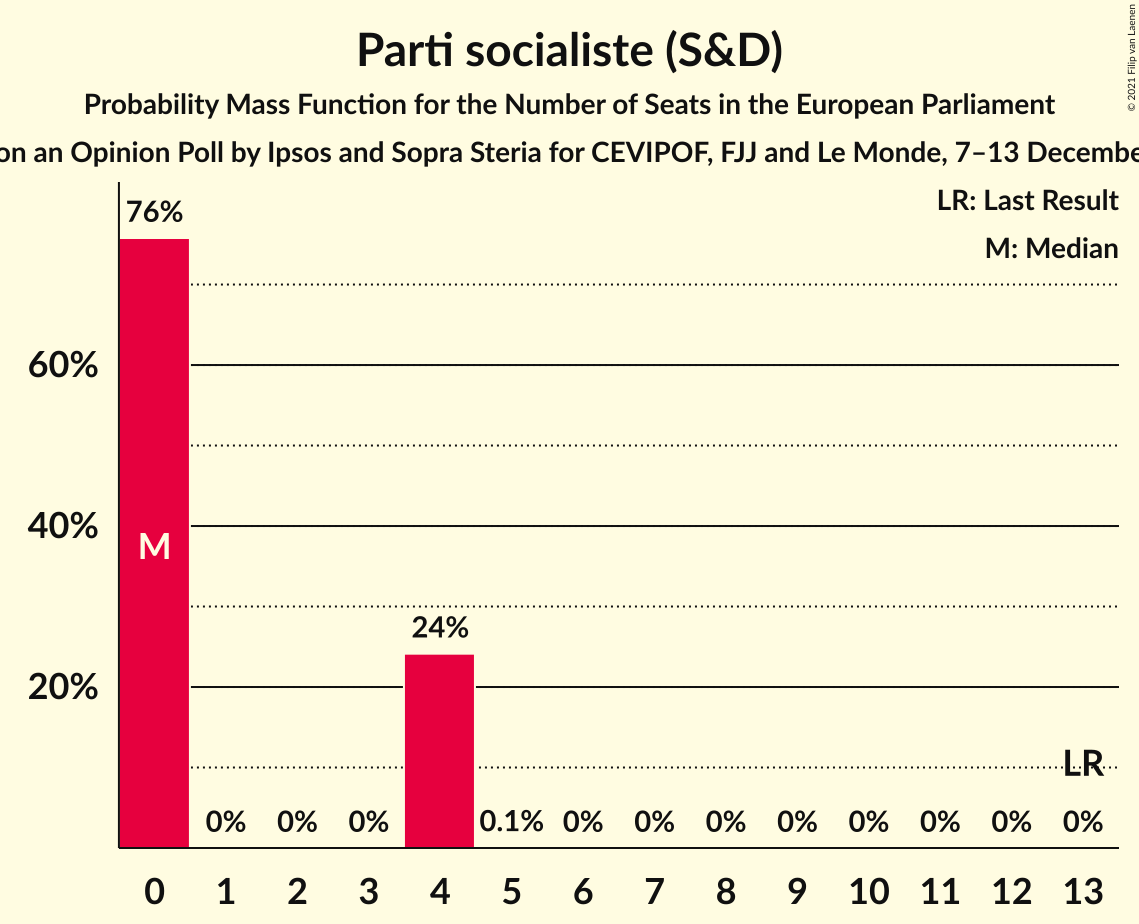 Parti socialiste (S&D)
© 2021 Filip van Laenen
Probability Mass Function for the Number of Seats in the European Parliament
on an Opinion Poll by Ipsos and Sopra Steria for CEVIPOF, FJJ and Le Monde, 7–13 Decembe
LR: Last Result
M: Median
76%
60%
40%
M
24%
20%
LR
0% 0% 0% 0.1% 0% 0% 0% 0% 0% 0% 0% 0%
0 1 2 3 4 5 6 7 8 9 10 11 12 13